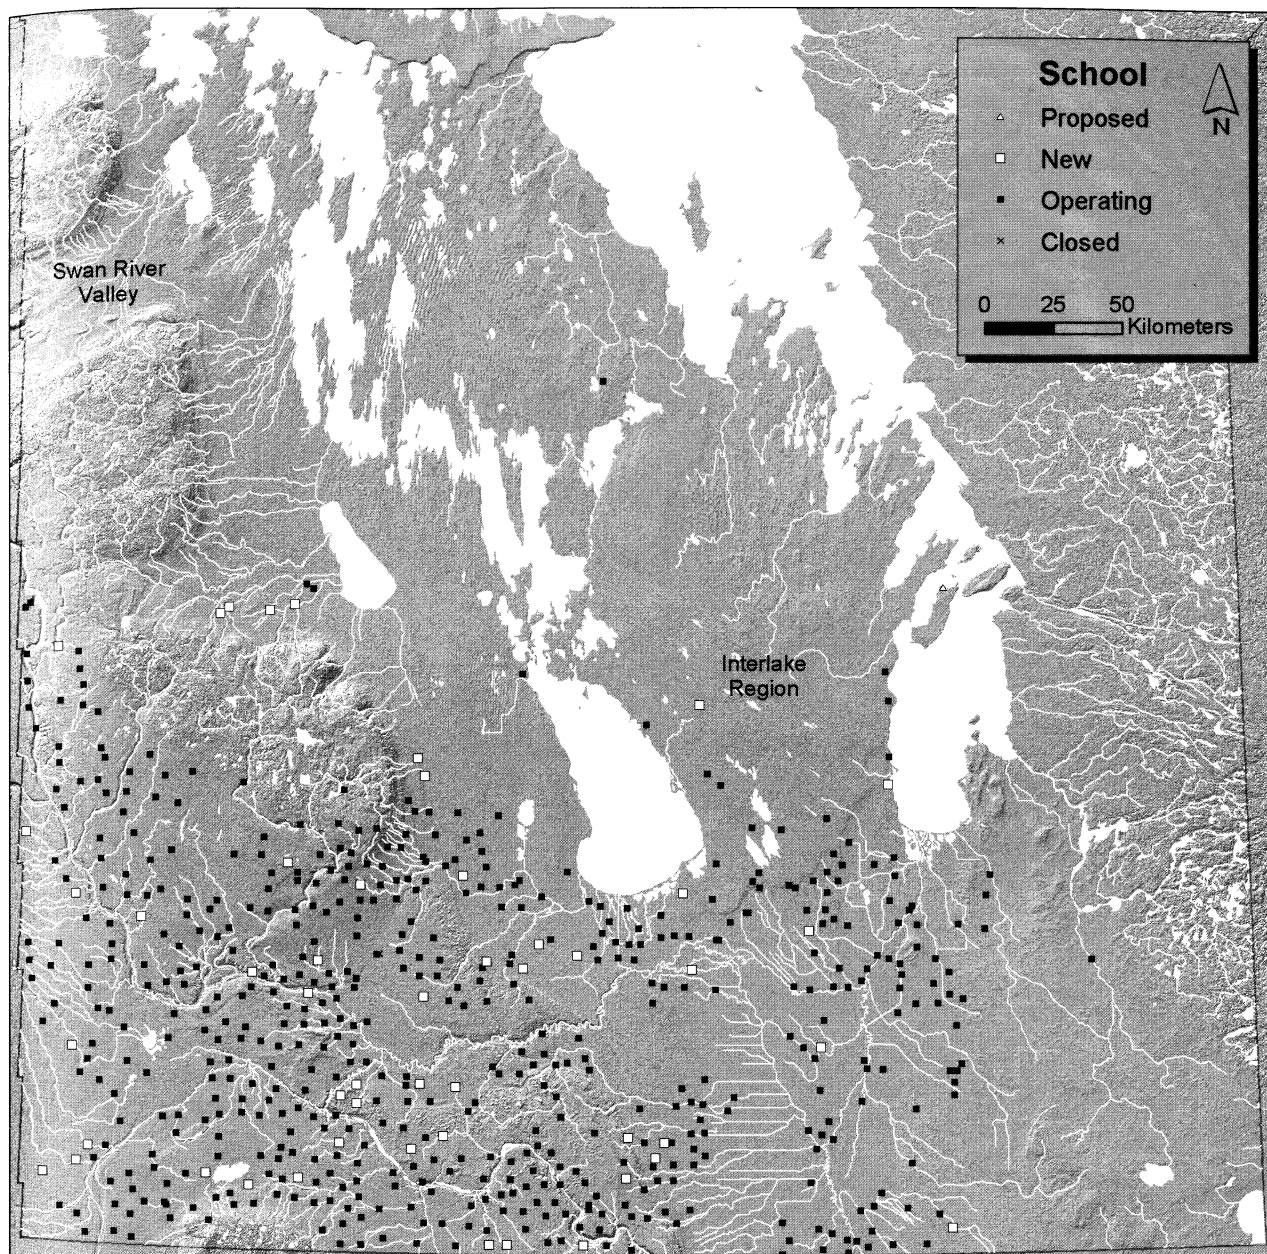 School
Proposed
N
New
Operating
Closed
0 25 50
Kilometers
Swan River
Valley
Interlake
Region